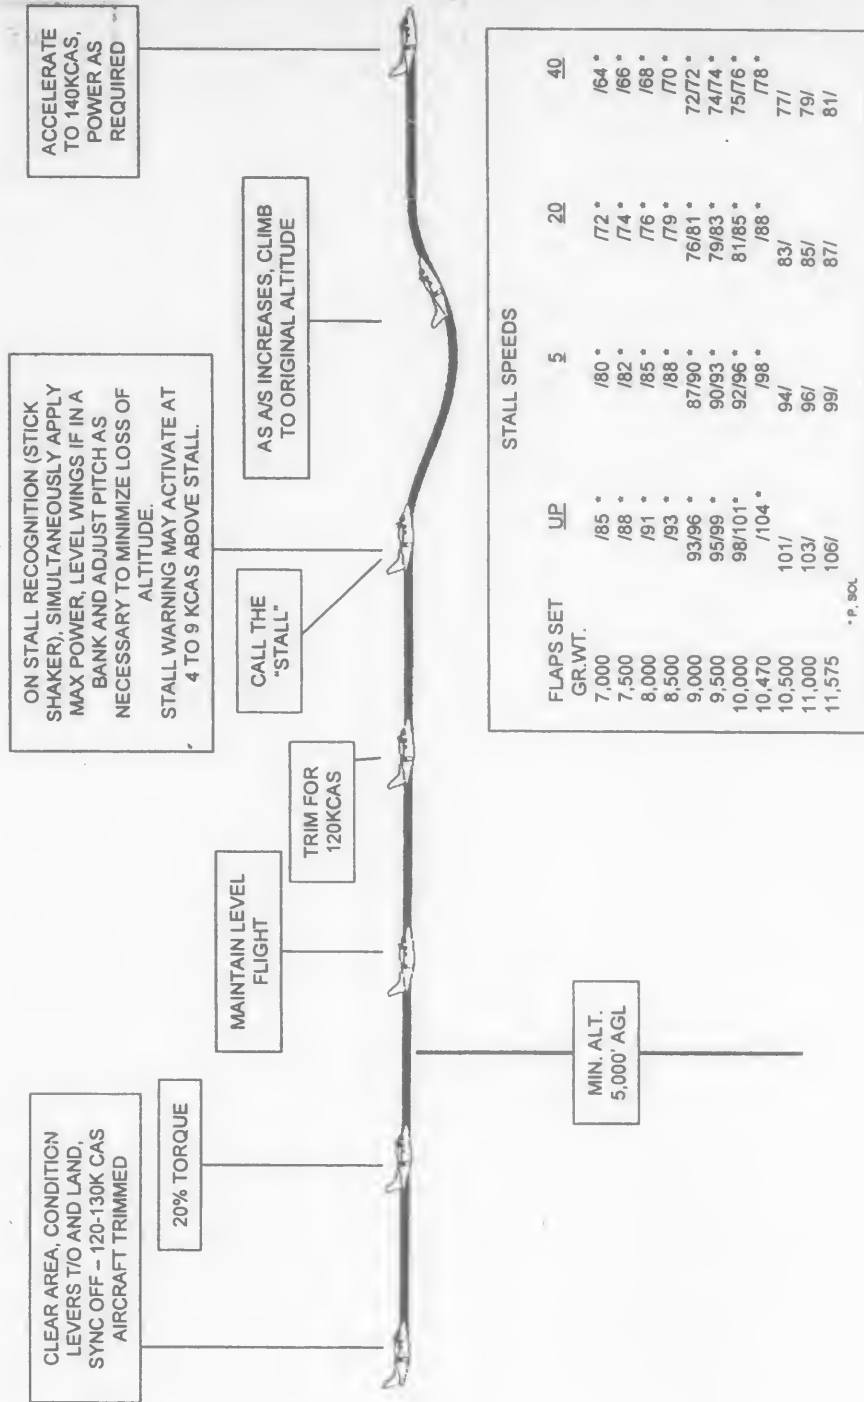 CLEAR AREA, CONDITION
LEVERS T/O AND LAND,
SYNC OFF – 120-130K CAS
AIRCRAFT TRIMMED
20% TORQUE
MAINTAIN LEVEL
FLIGHT
TRIM FOR
120KCAS
CALL THE
"STALL"
ON STALL RECOGNITION (STICK
SHAKER), SIMULTANEOUSLY APPLY
MAX POWER, LEVEL WINGS IF IN A
BANK AND ADJUST PITCH AS
NECESSARY TO MINIMIZE LOSS OF
ALTITUDE.
STALL WARNING MAY ACTIVATE AT
4 TO 9 KCAS ABOVE STALL.
AS A/S INCREASES, CLIMB
TO ORIGINAL ALTITUDE
ACCELERATE
TO 140KCAS,
POWER AS
REQUIRED
MIN. ALT.
5,000' AGL
STALL SPEEDS
FLAPS SET UP 5 20 40
GR.WT.
7,000 /85 * /80 * /72 * /64 *
7,500 /88 * /82 * /74 * /66 *
8,000 /91 * /85 * /76 * /68 *
8,500 /93 * /88 * /79 * /70 *
9,000 93/96 * 87/90 * 76/81 * 72/72 *
9,500 95/99 * 90/93 * 79/83 * 74/74 *
10,000 98/101* 92/96 * 81/85 * 75/76 *
10,470 /104 * /98 * /88 * /78 *
10,500 101/ 94/ 83/ 77/
11,000 103/ 96/ 85/ 79/
11,575 106/ 99/ 87/ 81/
* P. SOL